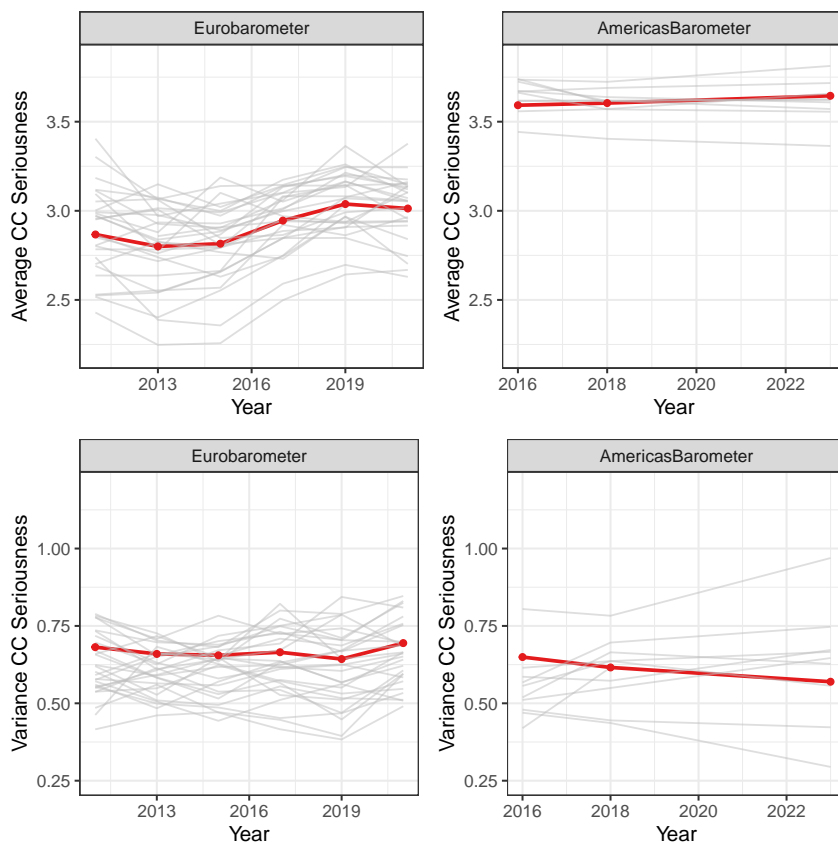 Eurobarometer
AmericasBarometer
Average CC Seriousness
3.5
3.0
2.5
2013
2016
2019
Year
Average CC Seriousness
3.5
3.0
2.5
2016
2018
2020
2022
Year
Eurobarometer
AmericasBarometer
Variance CC Seriousness
1.00
0.75
0.50
0.25
2013
2016
2019
Year
Variance CC Seriousness
1.00
0.75
0.50
0.25
2016
2018
2020
2022
Year